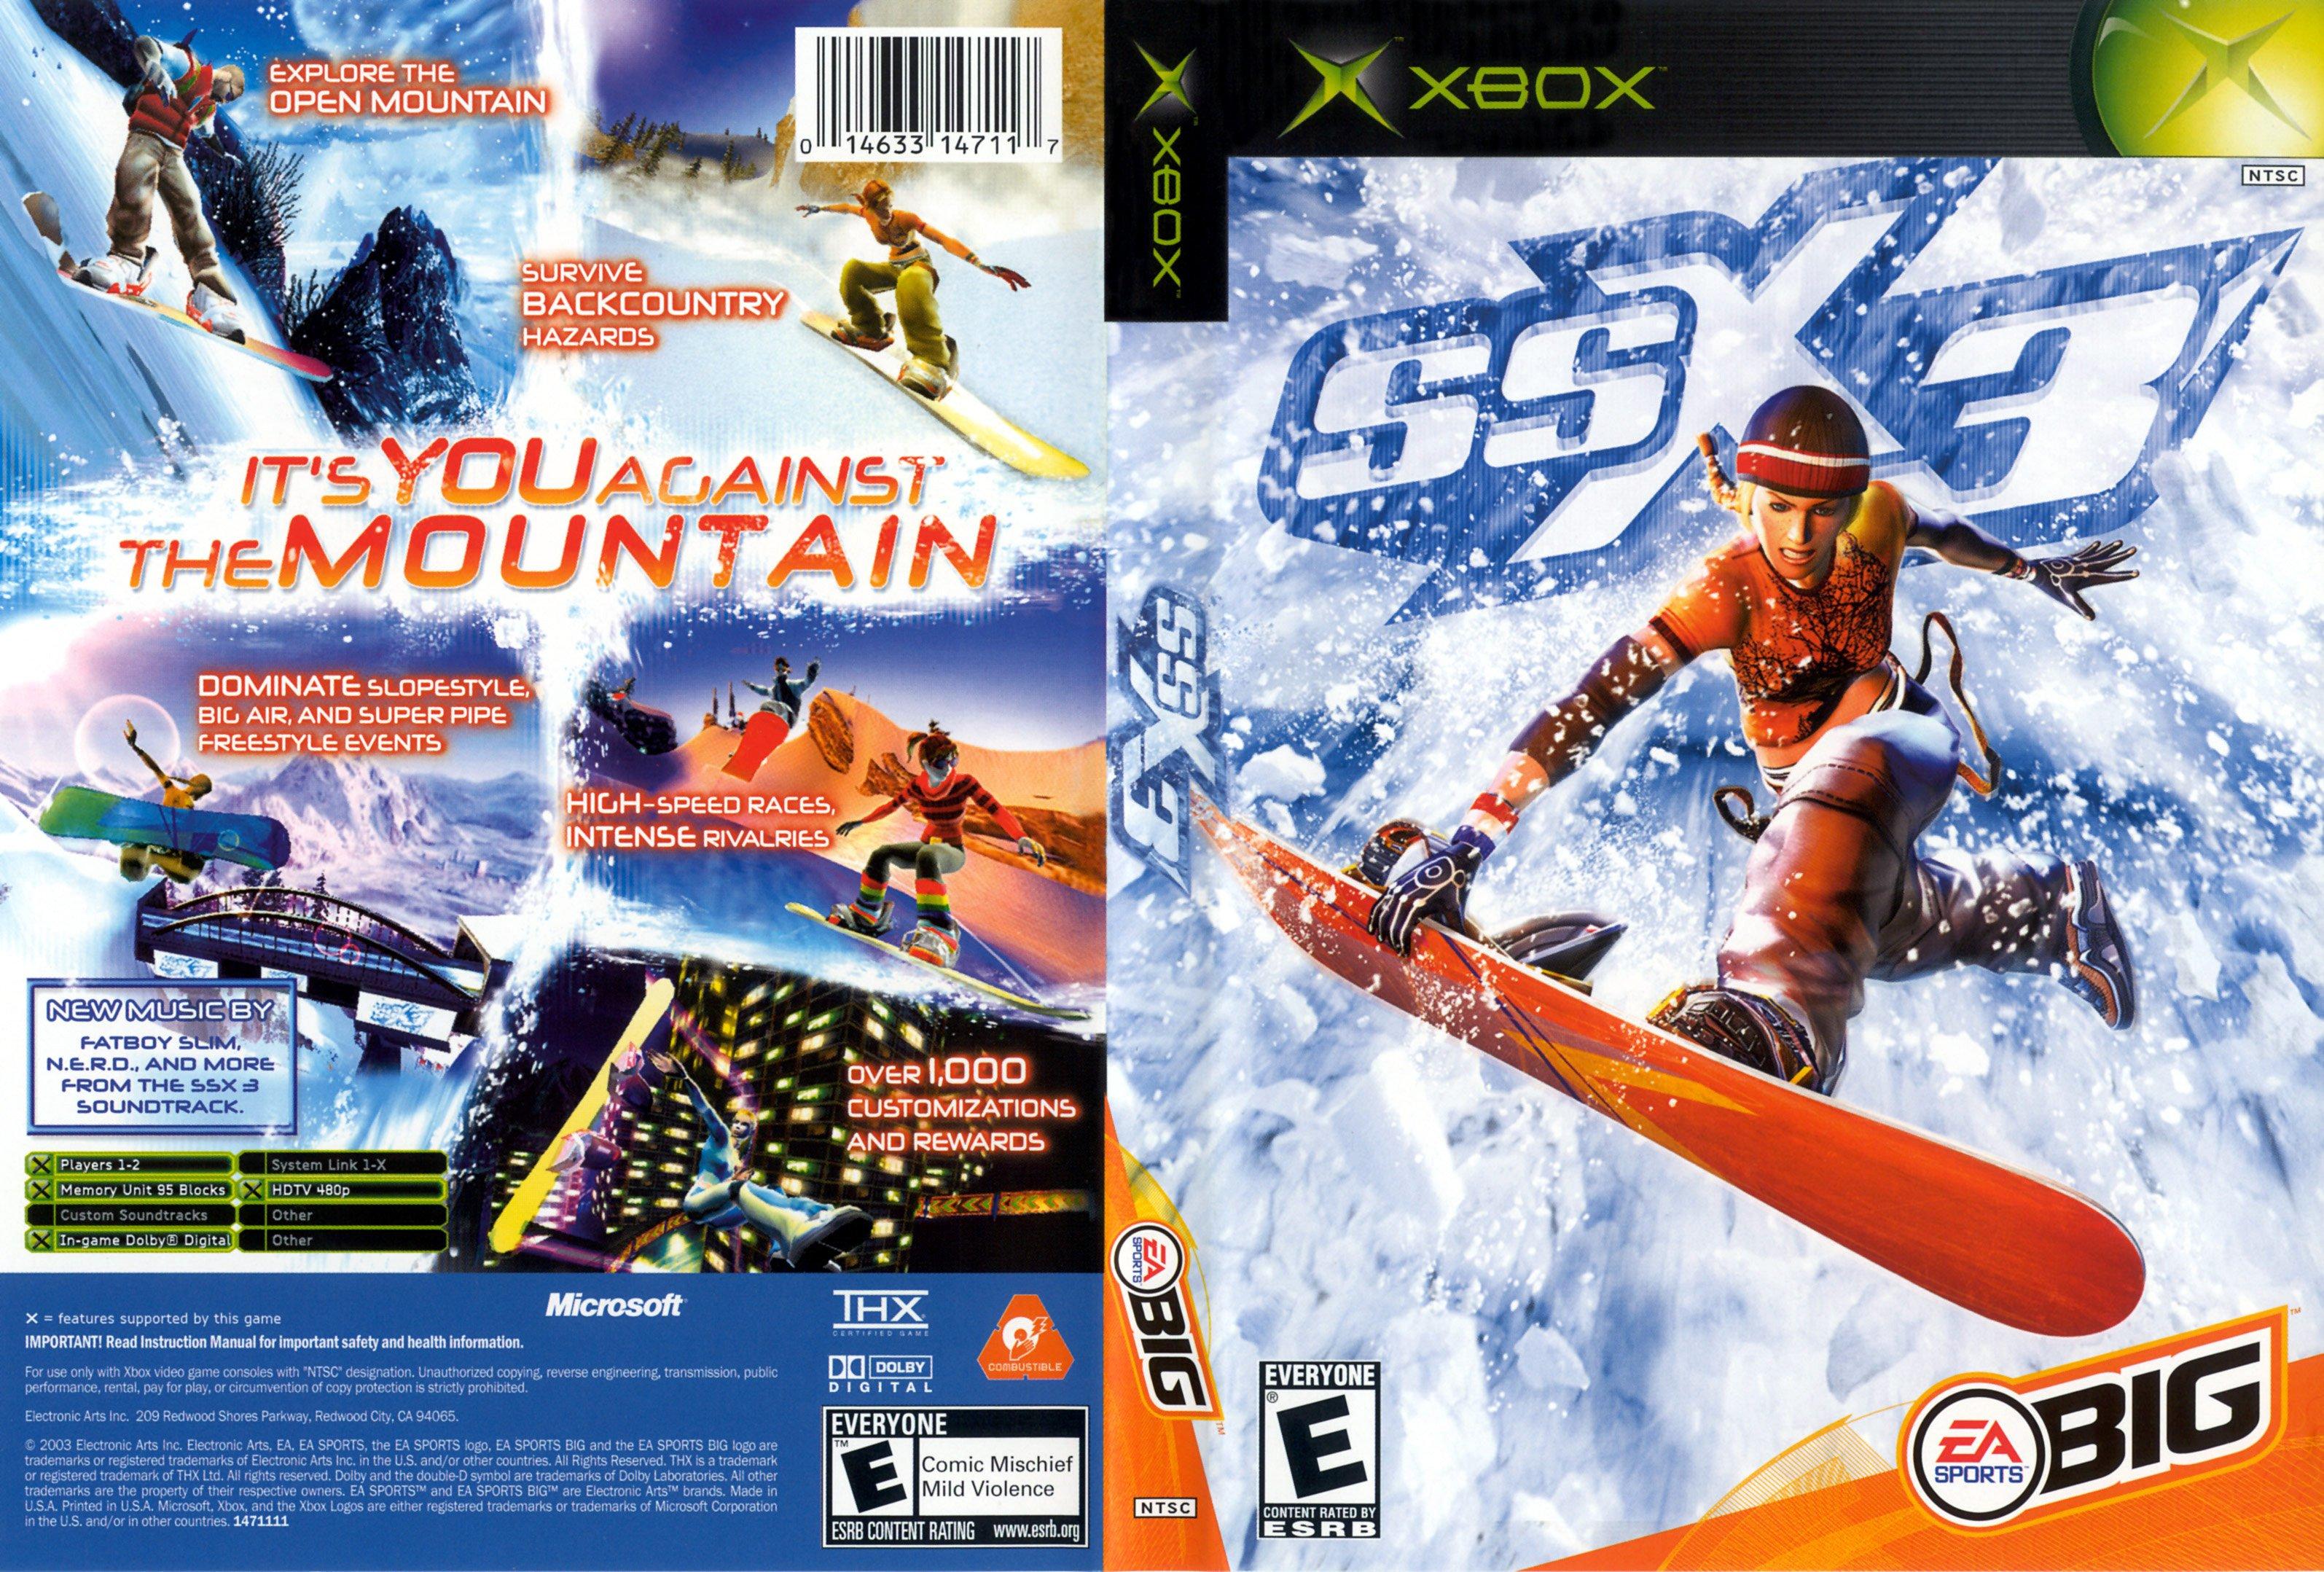 EXPLORE THE
OPEN MOUNTAIN
0 14633 14711 7
SURVIVE
BACKCOUNTRY
HAZARDS
IT'S YOU AGAINST
THE MOUNTAIN
DOMINATE SLOPESTYLE,
BIG AIR, AND SUPER PIPE
FREESTYLE EVENTS
HIGH-SPEED RACES,
INTENSE RIVALRIES
NEW MUSIC BY
FATBOY SLIM,
N.E.R.D., AND MORE
FROM THE SSX 3
SOUNDTRACK.
OVER 1,000
CUSTOMIZATIONS
AND REWARDS
Players 1-2
System Link 1-X
Memory Unit 95 Blocks
HDTV 480p
Custom Soundtracks
Other
In-game Dolby® Digital
Other
X = features supported by this game
IMPORTANT! Read Instruction Manual for important safety and health information.
For use only with Xbox video game consoles with "NTSC" designation. Unauthorized copying, reverse engineering, transmission, public
performance, rental, pay for play, or circumvention of copy protection is strictly prohibited.
Electronic Arts Inc. 209 Redwood Shores Parkway, Redwood City, CA 94065.
© 2003 Electronic Arts Inc. Electronic Arts, EA, EA SPORTS, the EA SPORTS logo, EA SPORTS BIG and the EA SPORTS BIG logo are
trademarks or registered trademarks of Electronic Arts Inc. in the U.S. and/or other countries. All Rights Reserved. THX is a trademark
or registered trademark of THX Ltd. All rights reserved. Dolby and the double-D symbol are trademarks of Dolby Laboratories. All other
trademarks are the property of their respective owners. EA SPORTS™ and EA SPORTS BIG™ are Electronic Arts™ brands. Made in
U.S.A. Printed in U.S.A. Microsoft, Xbox, and the Xbox Logos are either registered trademarks or trademarks of Microsoft Corporation
in the U.S. and/or in other countries. 1471111
Microsoft®
THX
CERTIFIED GAME
DOLBY
DIGITAL
COMBUSTIBLE
EVERYONE
™
E
Comic Mischief
Mild Violence
ESRB CONTENT RATING www.esrb.org
XBOX™
SSX 3
EA
SPORTS™
BIG™
NTSC
XBOX™
NTSC
SSX 3
EVERYONE
®
E
CONTENT RATED BY
ESRB
EA
SPORTS™
BIG™